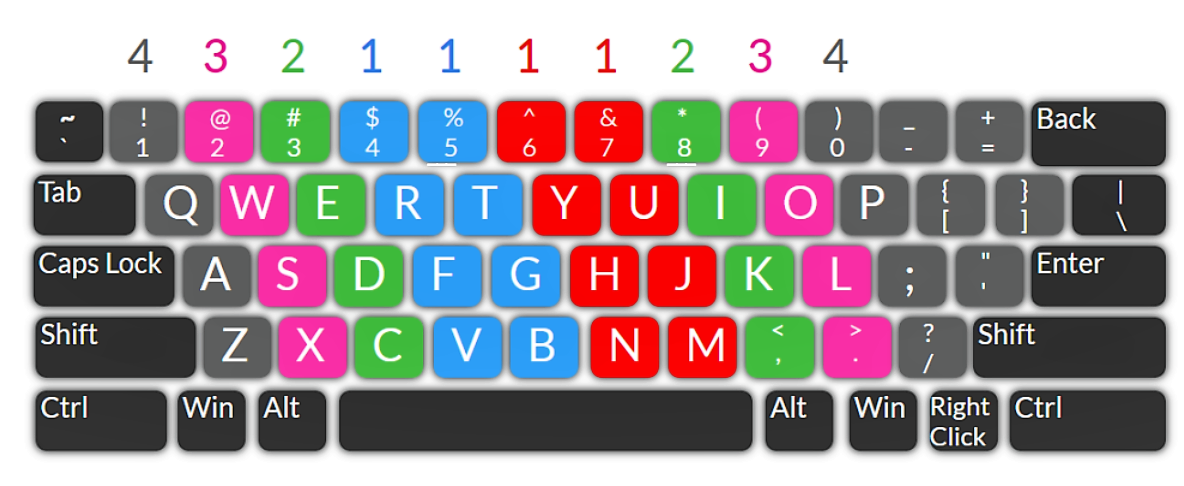 4 3 2 1 1 1 1 2 3 4
~ ! @ # $ % ^ & * ( ) _ + Back
` 1 2 3 4 5 6 7 8 9 0 - =
Tab Q W E R T Y U I O P { } |
[ ] \
Caps Lock A S D F G H J K L ; " Enter
'
Shift Z X C V B N M < > ? Shift
, . /
Ctrl Win Alt Alt Win Right Ctrl
Click